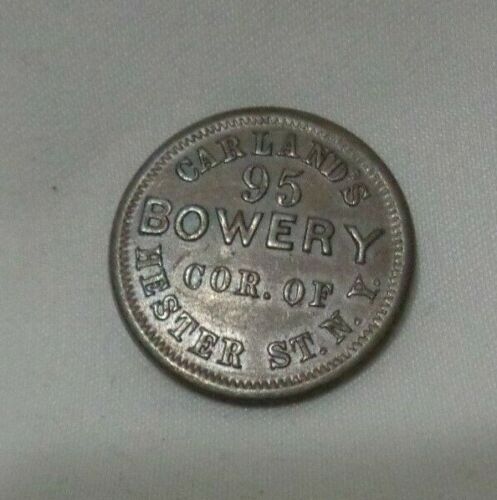 CARLAND'S
95
BOWERY
COR. OF
HESTER ST. N. Y.